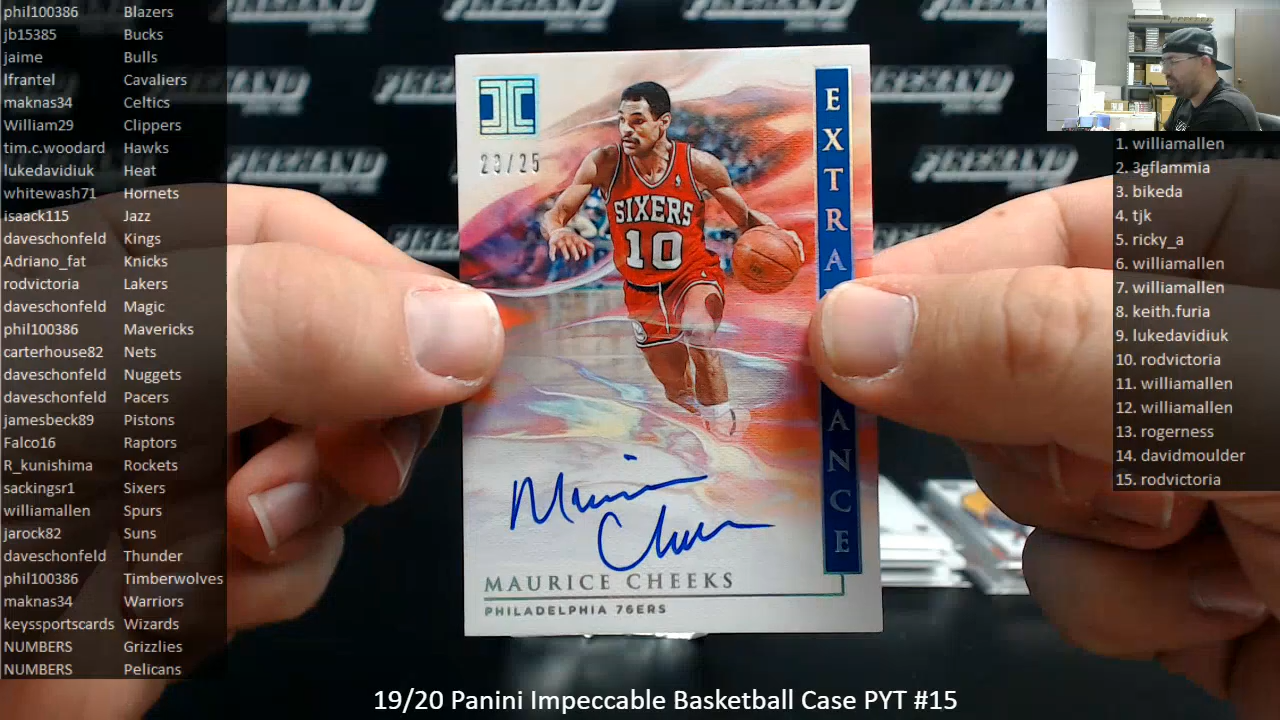 phil100386 Blazers
jb15385 Bucks
jaime Bulls
lfrantel Cavaliers
maknas34 Celtics
William29 Clippers
tim.c.woodard Hawks
lukedavidiuk Heat
whitewash71 Hornets
isaack115 Jazz
daveschonfeld Kings
Adriano_fat Knicks
rodvictoria Lakers
daveschonfeld Magic
phil100386 Mavericks
carterhouse82 Nets
daveschonfeld Nuggets
daveschonfeld Pacers
jamesbeck89 Pistons
Falco16 Raptors
R_kunishima Rockets
sackingsr1 Sixers
williamallen Spurs
jarock82 Suns
daveschonfeld Thunder
phil100386 Timberwolves
maknas34 Warriors
keyssportscards Wizards
NUMBERS Grizzlies
NUMBERS Pelicans
23/25
SIXERS
10
EXTRA ANCE
Maurice Cheeks
MAURICE CHEEKS
PHILADELPHIA 76ERS
1. williamallen
2. 3gflammia
3. bikeda
4. tjk
5. ricky_a
6. williamallen
7. williamallen
8. keith.furia
9. lukedavidiuk
10. rodvictoria
11. williamallen
12. williamallen
13. rogerness
14. davidmoulder
15. rodvictoria
19/20 Panini Impeccable Basketball Case PYT #15